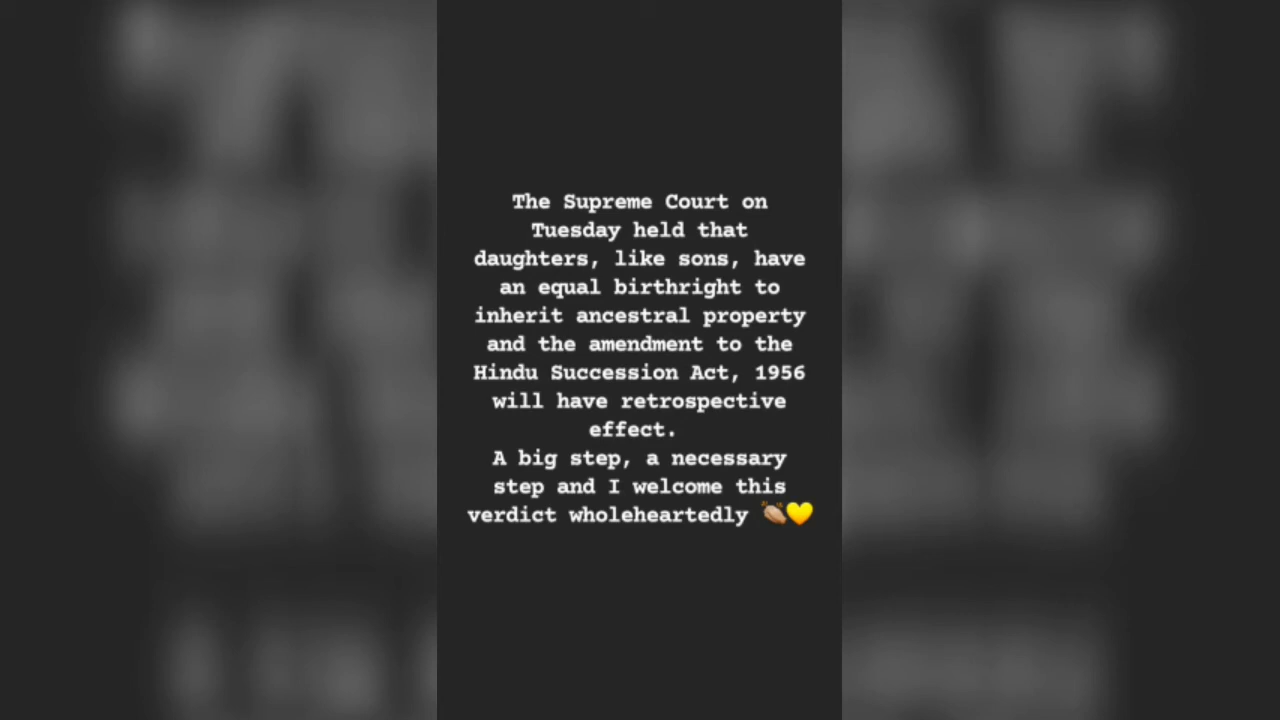 The Supreme Court on
Tuesday held that
daughters, like sons, have
an equal birthright to
inherit ancestral property
and the amendment to the
Hindu Succession Act, 1956
will have retrospective
effect.
A big step, a necessary
step and I welcome this
verdict wholeheartedly 👏🏽💛